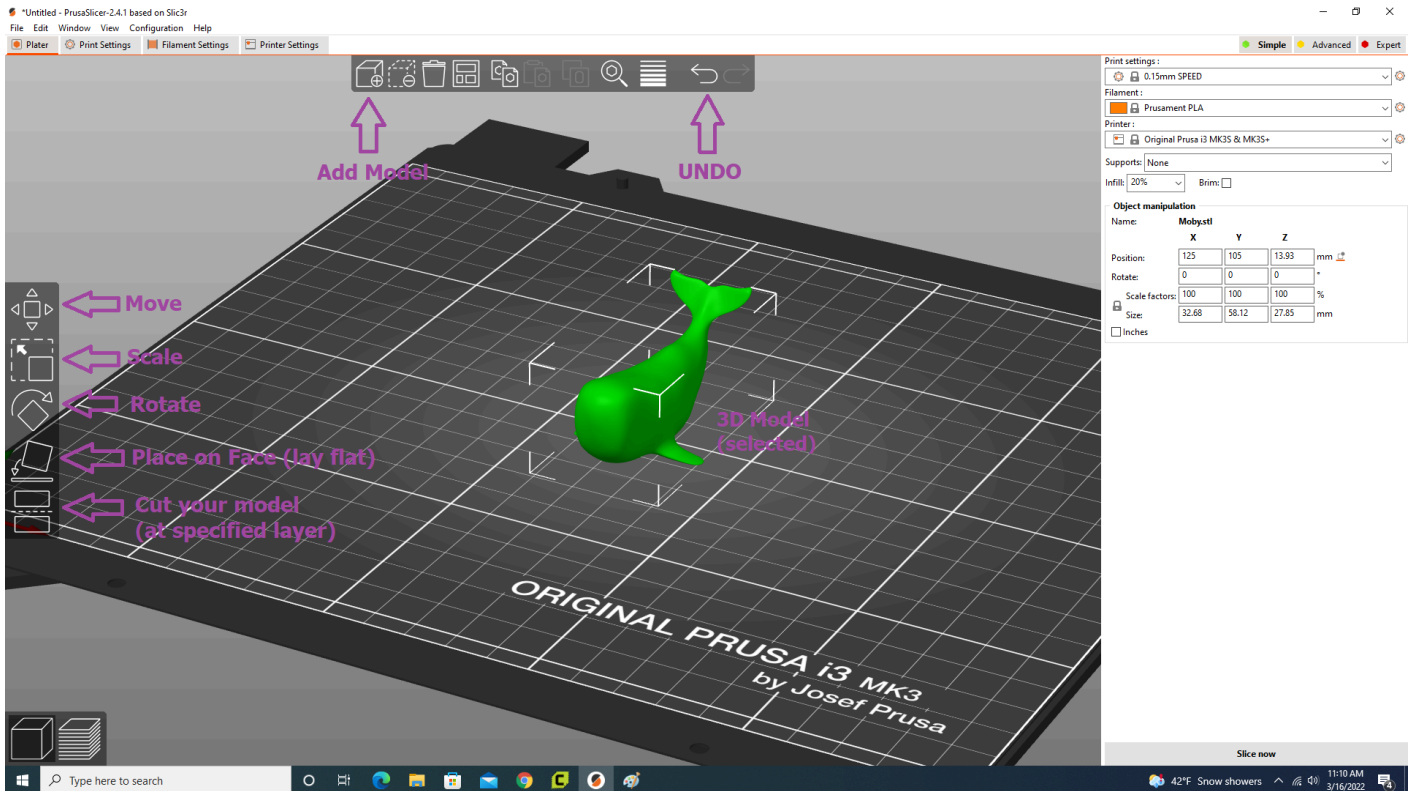 *Untitled - PrusaSlicer-2.4.1 based on Slic3r
File Edit Window View Configuration Help
Plater Print Settings Filament Settings Printer Settings
Simple Advanced Expert
Add Model
UNDO
Move
Scale
Rotate
Place on Face (lay flat)
Cut your model
(at specified layer)
3D Model
(selected)
ORIGINAL PRUSA i3 MK3
by Josef Prusa
Print settings :
0.15mm SPEED
Filament :
Prusament PLA
Printer :
Original Prusa i3 MK3S & MK3S+
Supports: None
Infill: 20% Brim:
Object manipulation
Name: Moby.stl
X Y Z
Position: 125 105 13.93 mm
Rotate: 0 0 0 °
Scale factors: 100 100 100 %
Size: 32.68 58.12 27.85 mm
Inches
Slice now
Type here to search
42°F Snow showers
11:10 AM
3/16/2022
4